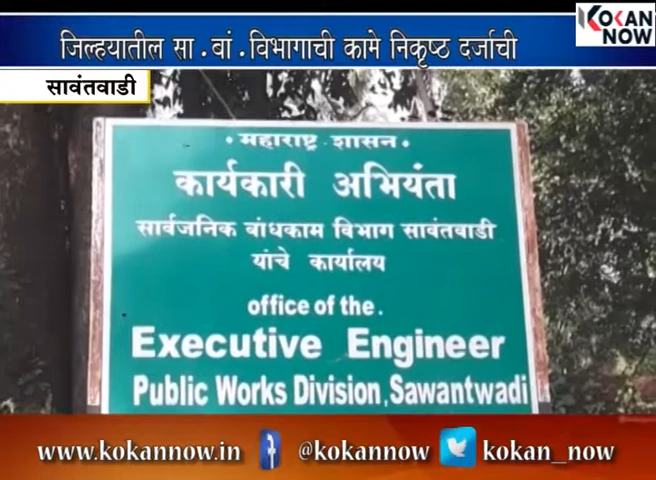 जिल्हयातील सा.बां.विभागाची कामे निकृष्ठ दर्जाची
KOKAN
NOW
सावंतवाडी
• महाराष्ट्र शासन •
कार्यकारी अभियंता
सार्वजनिक बांधकाम विभाग सावंतवाडी
यांचे कार्यालय
office of the.
Executive Engineer
Public Works Division, Sawantwadi
www.kokannow.in @kokannow kokan_now